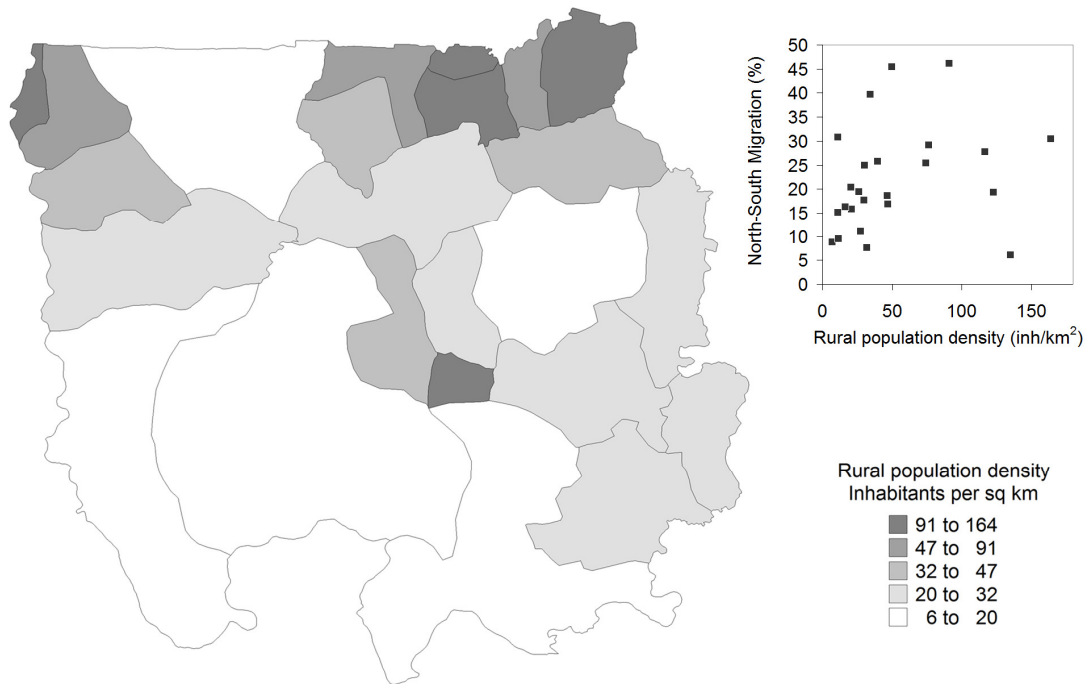 North-South Migration (%)
50
45
40
35
30
25
20
15
10
5
0
0 50 100 150
Rural population density (inh/km²)
Rural population density
Inhabitants per sq km
91 to 164
47 to 91
32 to 47
20 to 32
6 to 20